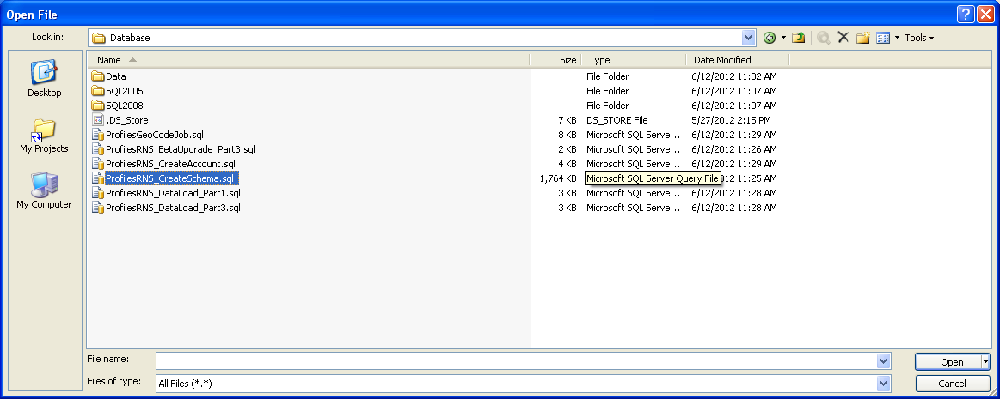 Open File
Look in: Database Tools
Name Size Type Date Modified
Data File Folder 6/12/2012 11:32 AM
SQL2005 File Folder 6/12/2012 11:07 AM
SQL2008 File Folder 6/12/2012 11:07 AM
.DS_Store 7 KB DS_STORE File 5/27/2012 2:15 PM
ProfilesGeoCodeJob.sql 8 KB Microsoft SQL Serve... 6/12/2012 11:29 AM
ProfilesRNS_BetaUpgrade_Part3.sql 2 KB Microsoft SQL Serve... 6/12/2012 11:26 AM
ProfilesRNS_CreateAccount.sql 4 KB Microsoft SQL Serve... 6/12/2012 11:29 AM
ProfilesRNS_CreateSchema.sql 1,764 KB Microsoft SQL Server Query File 012 11:25 AM
ProfilesRNS_DataLoad_Part1.sql 3 KB Microsoft SQL Serve... 6/12/2012 11:28 AM
ProfilesRNS_DataLoad_Part3.sql 3 KB Microsoft SQL Serve... 6/12/2012 11:28 AM
Desktop
My Projects
My Computer
File name: Open
Files of type: All Files (*.*) Cancel